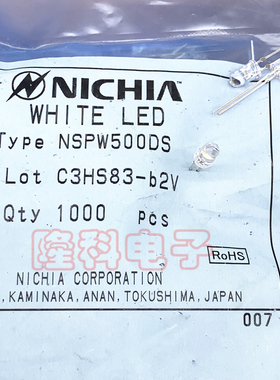 NICHIA
WHITE LED
Type NSPW500DS
Lot C3H583-b2V
Qty 1000 pcs
隆科电子
RoHS
NICHIA CORPORATION
, KAMINAKA, ANAN, TOKUSHIMA, JAPAN
007